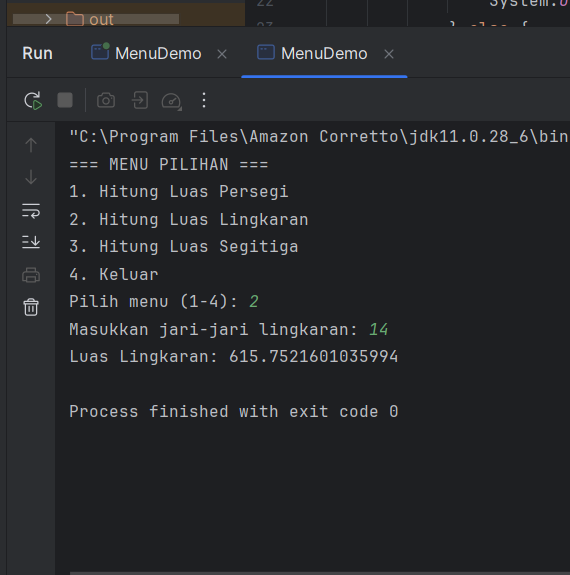 out
22
System.o
23
} else {
Run
MenuDemo
MenuDemo
"C:\Program Files\Amazon Corretto\jdk11.0.28_6\bin
=== MENU PILIHAN ===
1. Hitung Luas Persegi
2. Hitung Luas Lingkaran
3. Hitung Luas Segitiga
4. Keluar
Pilih menu (1-4): 2
Masukkan jari-jari lingkaran: 14
Luas Lingkaran: 615.7521601035994
Process finished with exit code 0